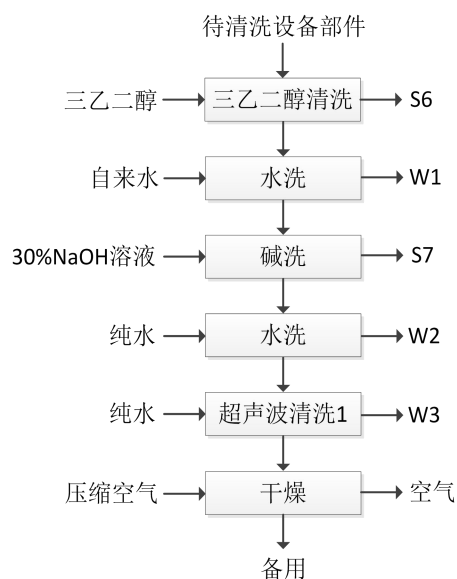 待清洗设备部件
三乙二醇 三乙二醇清洗 S6
自来水 水洗 W1
30%NaOH溶液 碱洗 S7
纯水 水洗 W2
纯水 超声波清洗1 W3
压缩空气 干燥 空气
备用